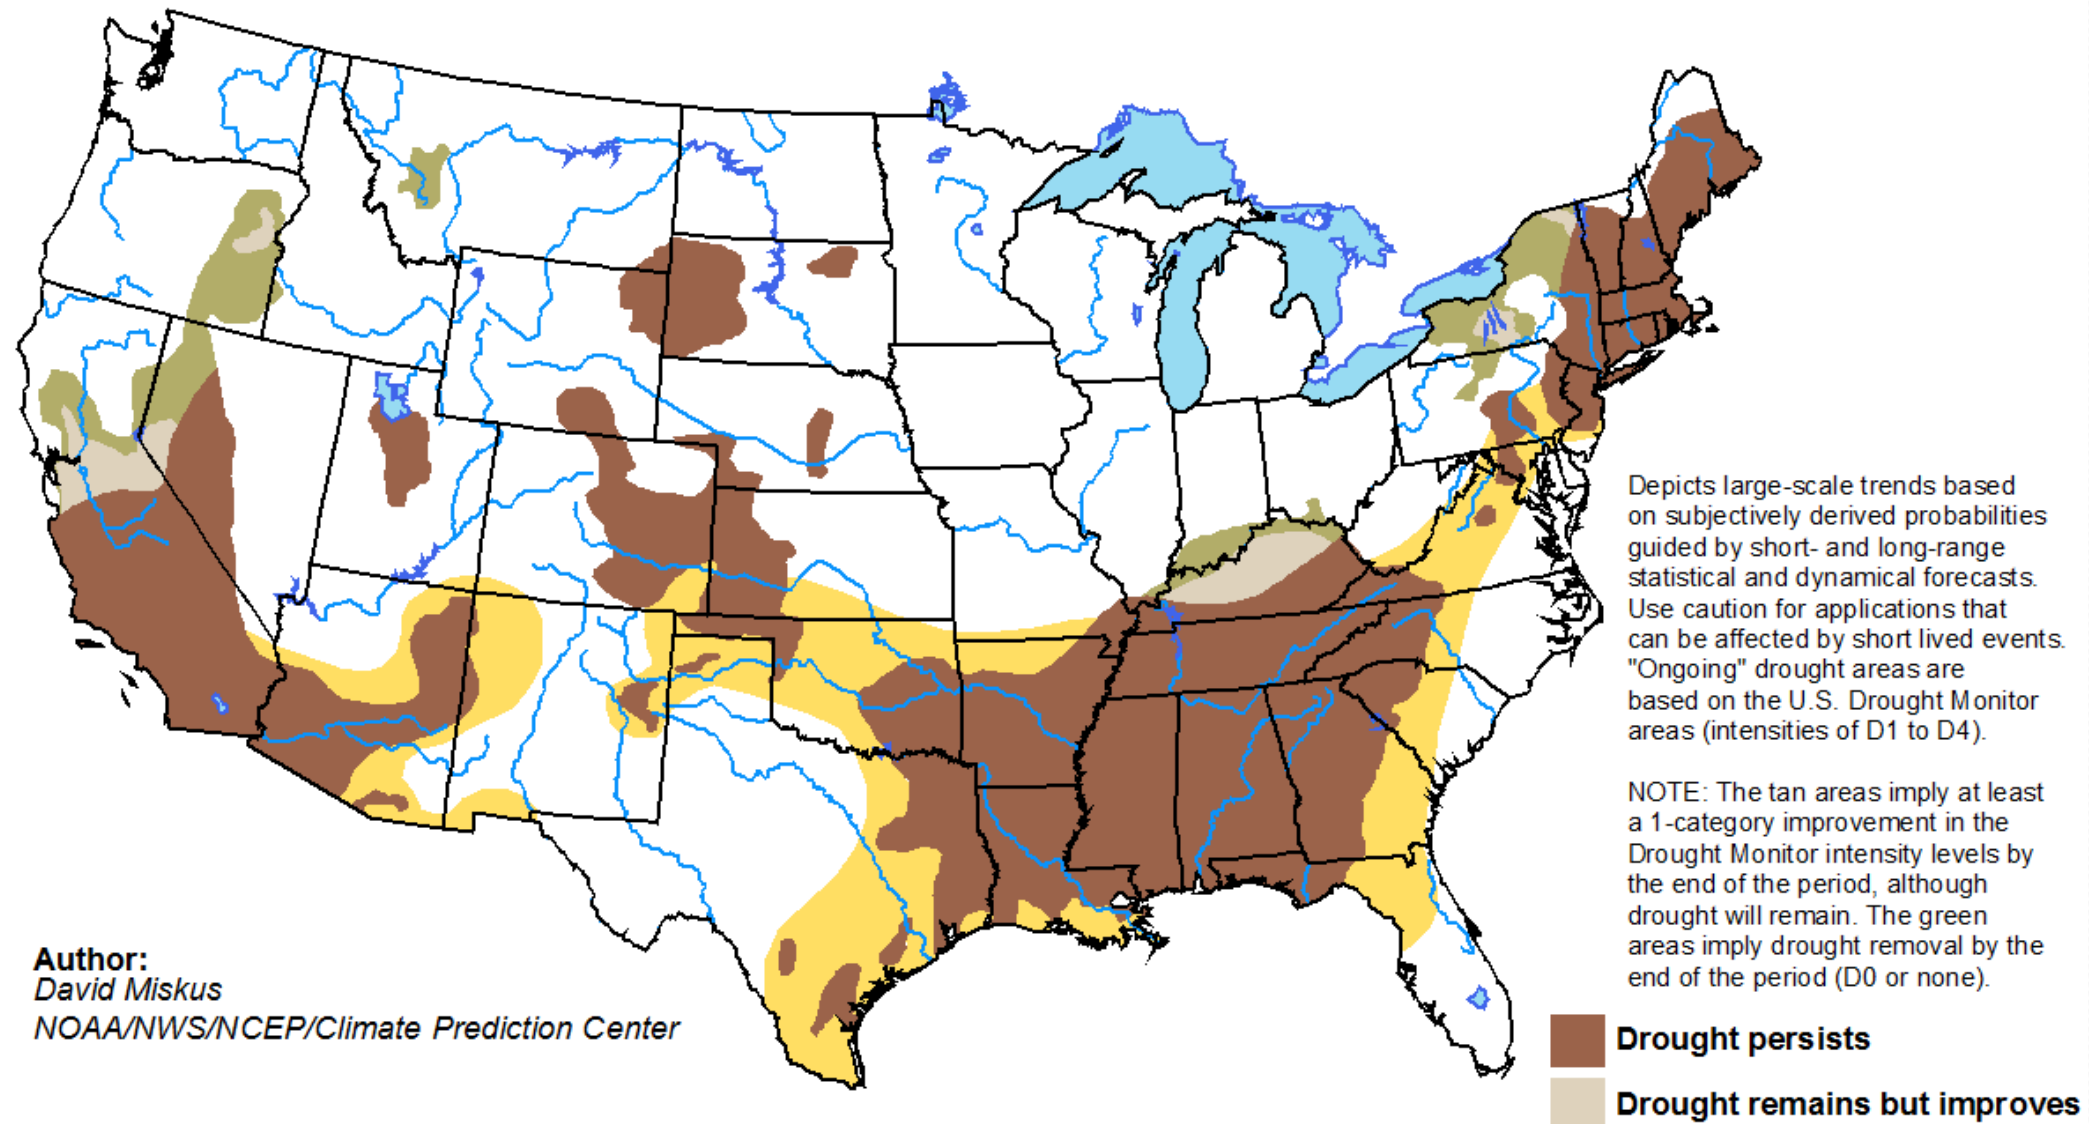 Depicts large-scale trends based
on subjectively derived probabilities
guided by short- and long-range
statistical and dynamical forecasts.
Use caution for applications that
can be affected by short lived events.
"Ongoing" drought areas are
based on the U.S. Drought Monitor
areas (intensities of D1 to D4).
NOTE: The tan areas imply at least
a 1-category improvement in the
Drought Monitor intensity levels by
the end of the period, although
drought will remain. The green
areas imply drought removal by the
end of the period (D0 or none).
Author:
David Miskus
NOAA/NWS/NCEP/Climate Prediction Center
Drought persists
Drought remains but improves